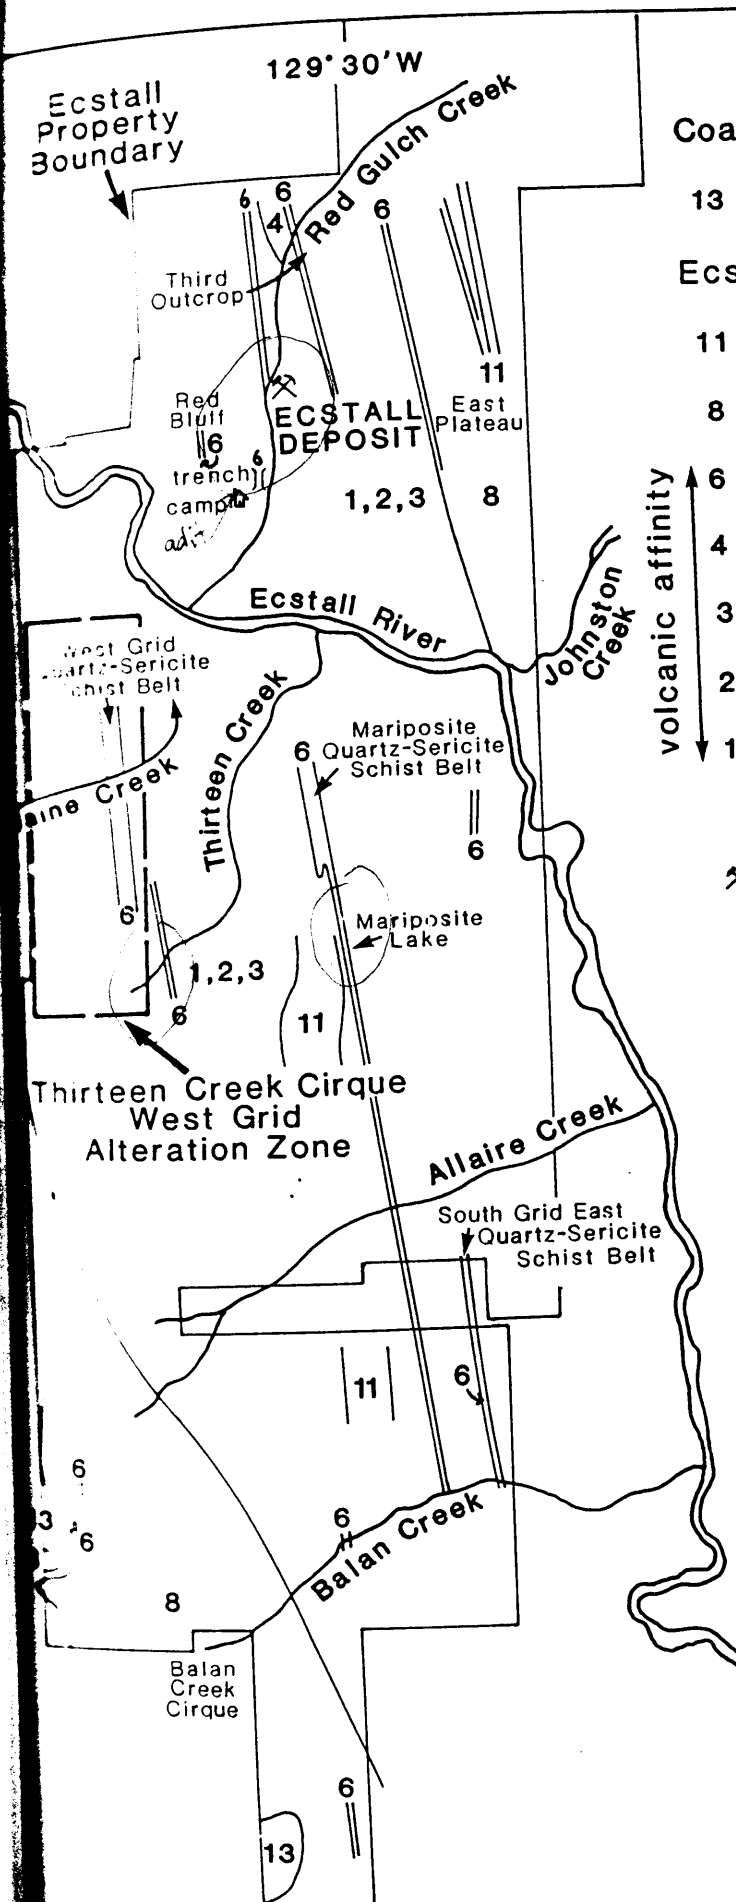 129°30'W
Ecstall
Property
Boundary
Red Gulch Creek
Coa
13
Ecs
11
8
6
4
3
2
1
volcanic affinity
6
6
4
6
Third
Outcrop
11
East
Plateau
Red
Bluff
6
ECSTALL
DEPOSIT
trench
6
camp
1,2,3
8
Ecstall River
Johnston
Creek
West Grid
Quartz-Sericite
Schist Belt
Thirteen Creek
Creek
6
Mariposite
Quartz-Sericite
Schist Belt
6
6
Mariposite
Lake
1,2,3
6
11
Thirteen Creek Cirque
West Grid
Alteration Zone
Allaire Creek
South Grid East
Quartz-Sericite
Schist Belt
11
6
6
3
6
6
Balan Creek
8
Balan
Creek
Cirque
6
13